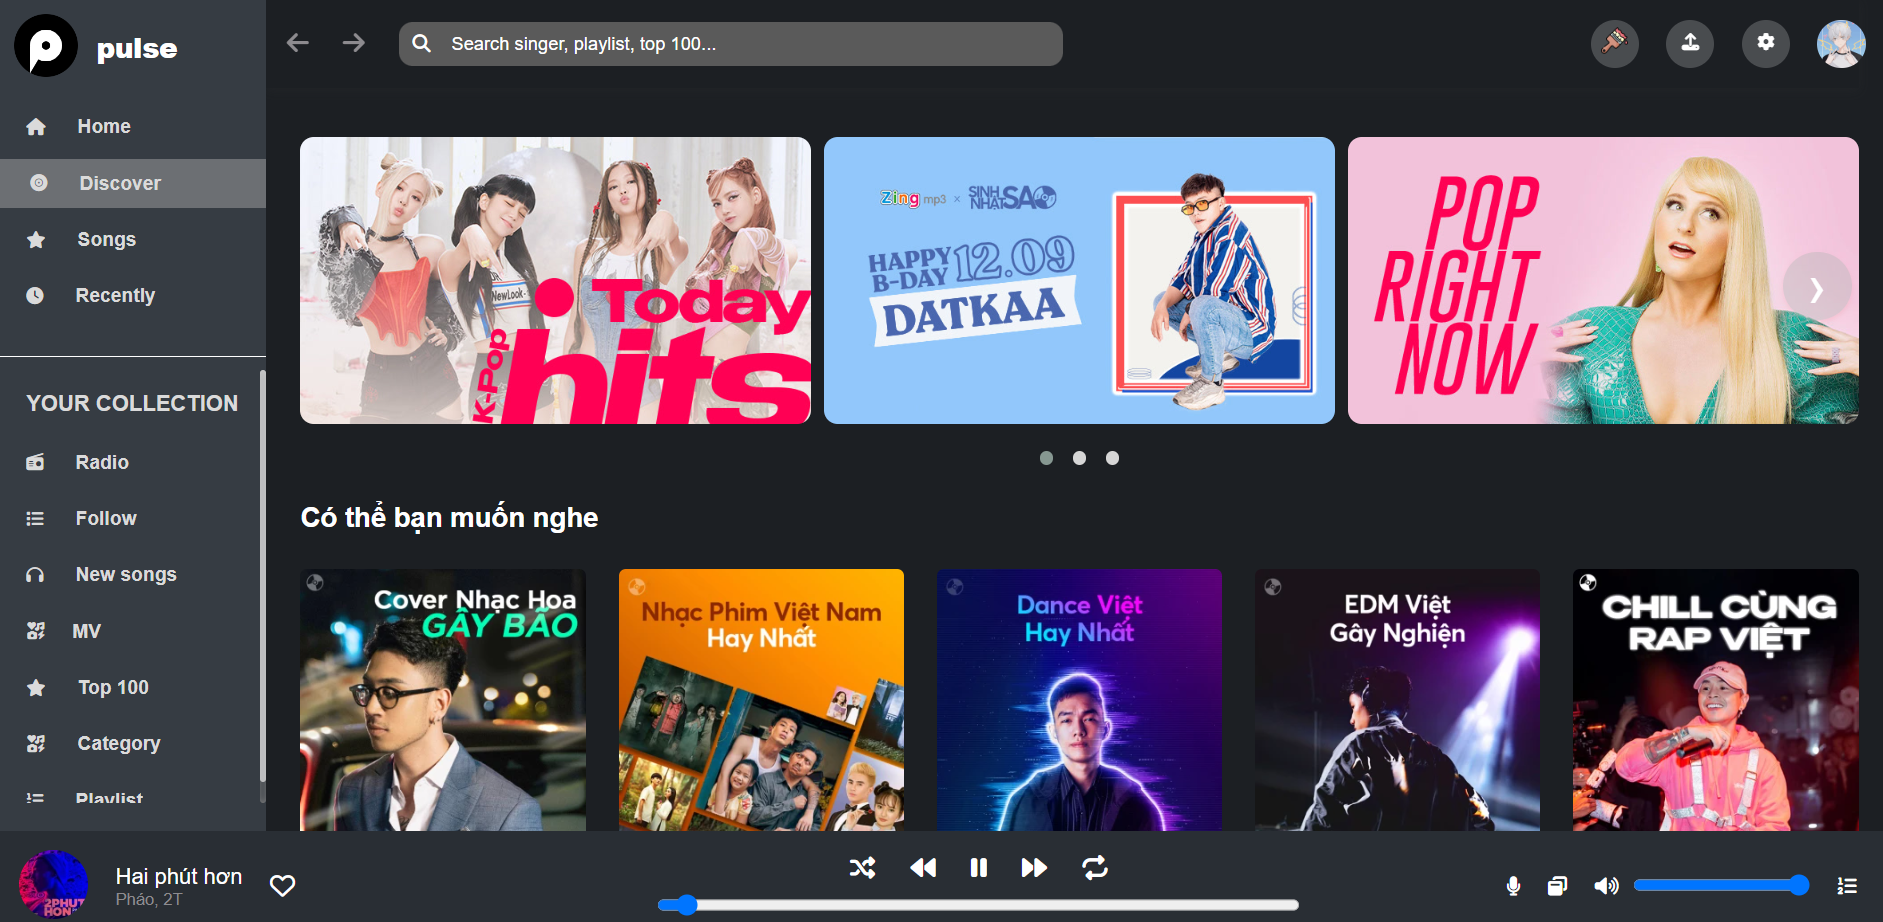 pulse
Search singer, playlist, top 100...
Home
Discover
Songs
Recently
YOUR COLLECTION
Radio
Follow
New songs
MV
Top 100
Category
Playlist
NewLook
Today
K-Pop
hits
Zing mp3 × SINH NHẬT SAO
HAPPY
B-DAY 12.09
DATKAA
POP
RIGHT
NOW
Có thể bạn muốn nghe
Cover Nhạc Hoa
GÂY BÃO
Nhạc Phim Việt Nam
Hay Nhất
Dance Việt
Hay Nhất
EDM Việt
Gây Nghiện
CHILL CÙNG
RAP VIỆT
2PHUT
HON
Hai phút hơn
Pháo, 2T